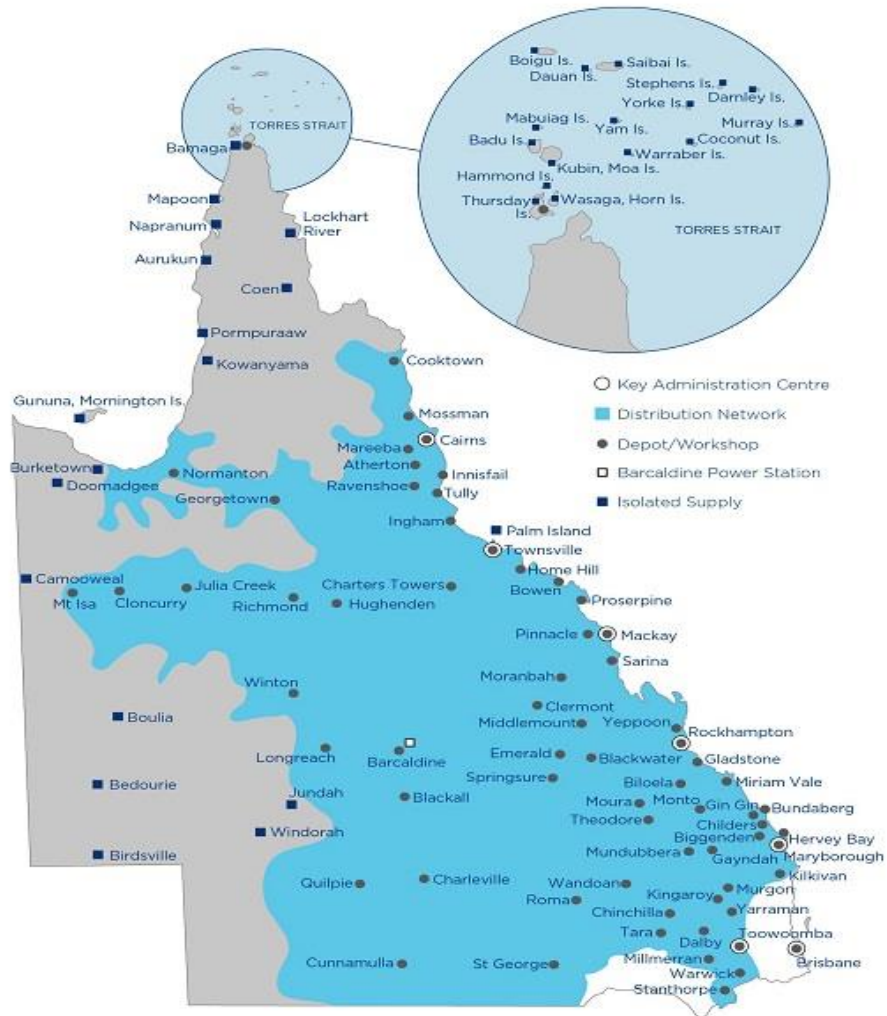 Boigu Is.
Saibai Is.
Dauan Is.
Stephens Is.
Darnley Is.
Yorke Is.
Mabuiag Is.
Yam Is.
Murray Is.
Badu Is.
Coconut Is.
Warraber Is.
Kubin, Moa Is.
Hammond Is.
Thursday
Is.
Wasaga, Horn Is.
TORRES STRAIT
TORRES STRAIT
Bamaga
Mapoon
Napranum
Lockhart
River
Aurukun
Coen
Pormpuraaw
Kowanyama
Cooktown
Gununa, Mornington Is.
Mossman
Cairns
Mareeba
Atherton
Burketown
Normanton
Innisfail
Doomadgee
Ravenshoe
Georgetown
Tully
Ingham
Palm Island
Townsville
Home Hill
Camooweal
Julia Creek
Charters Towers
Bowen
Mt Isa
Cloncurry
Richmond
Hughenden
Proserpine
Pinnacle
Mackay
Sarina
Moranbah
Winton
Clermont
Boulia
Middlemount
Yeppoon
Rockhampton
Longreach
Barcaldine
Emerald
Blackwater
Gladstone
Springsure
Bedourie
Biloela
Miriam Vale
Jundah
Blackall
Moura
Monto
Gin Gin
Bundaberg
Theodore
Childers
Windorah
Biggenden
Hervey Bay
Birdsville
Mundubbera
Gayndah
Maryborough
Kilkivan
Quilpie
Charleville
Wandoan
Murgon
Roma
Kingaroy
Chinchilla
Yarraman
Tara
Toowoomba
Dalby
Cunnamulla
St George
Millmerran
Brisbane
Warwick
Stanthorpe
Key Administration Centre
Distribution Network
Depot/Workshop
Barcaldine Power Station
Isolated Supply